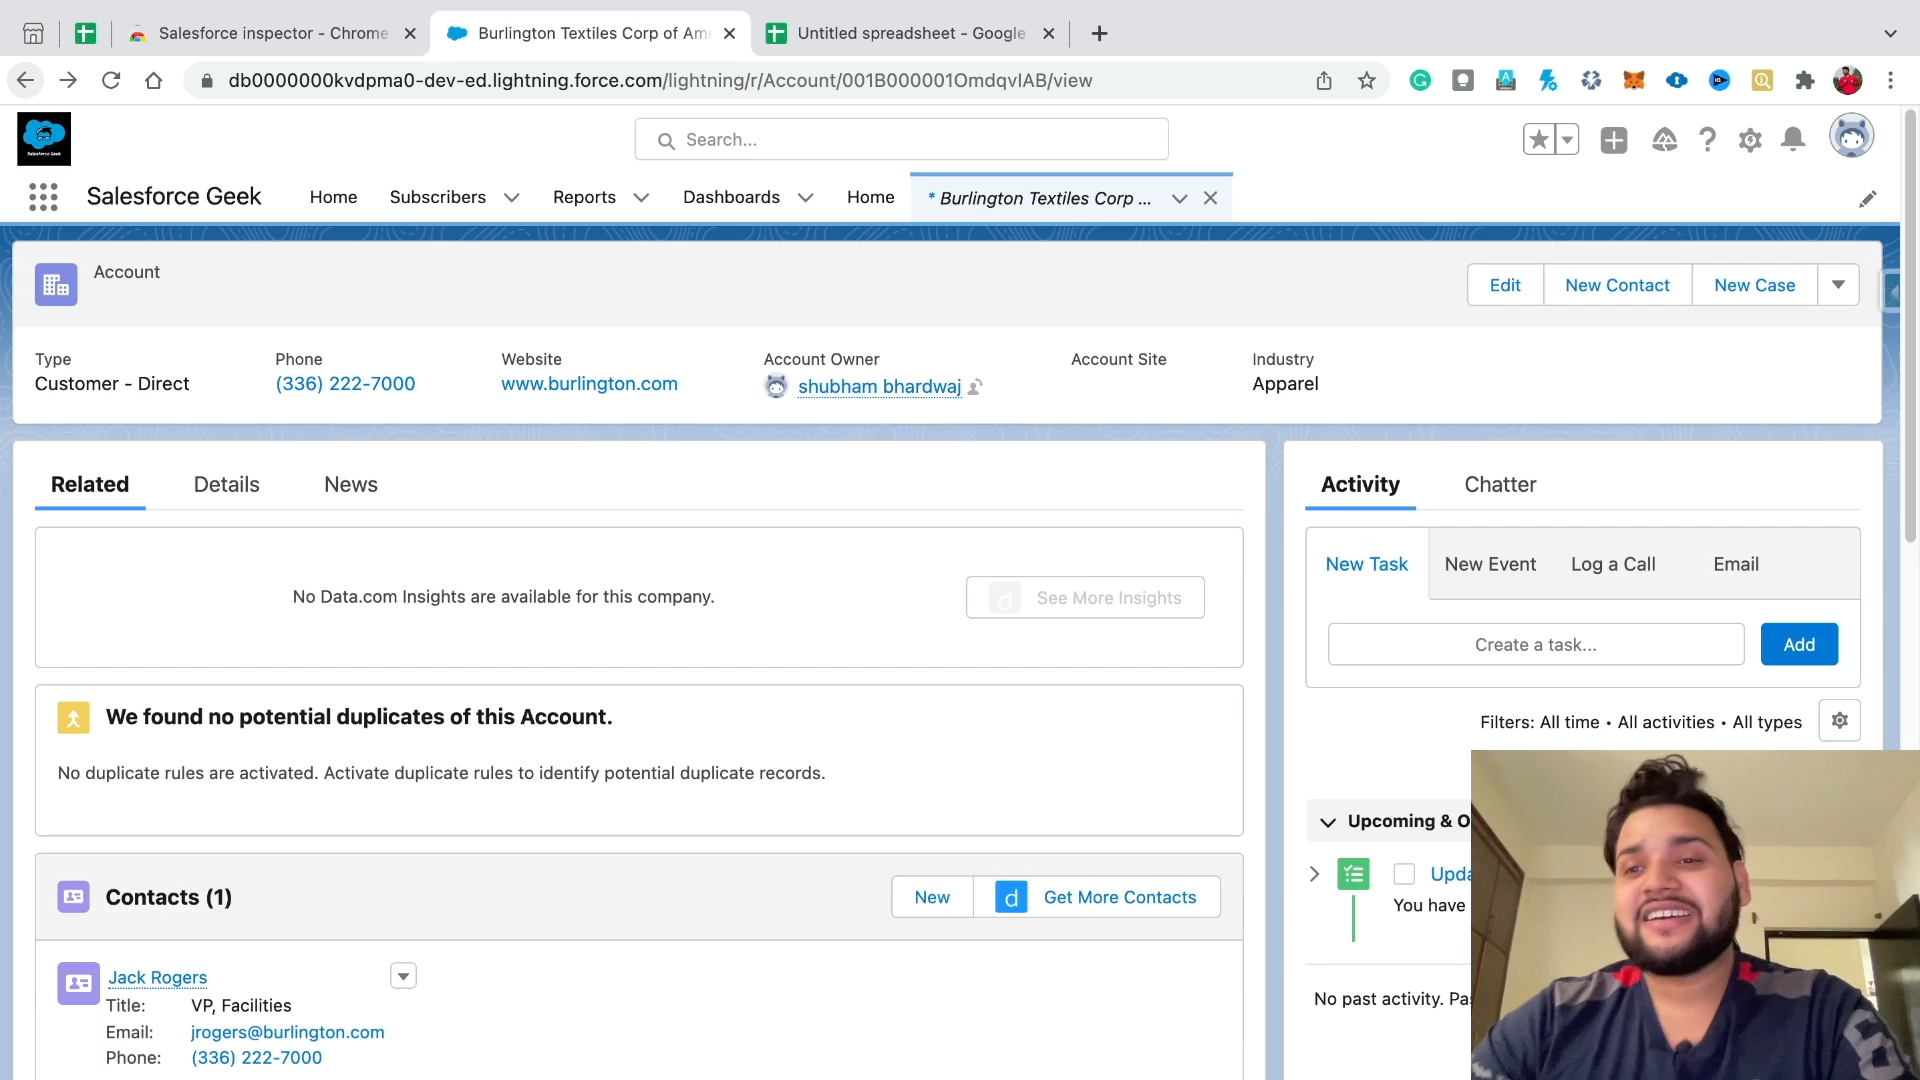 Salesforce inspector - Chrome
Burlington Textiles Corp of Am
Untitled spreadsheet - Google
db0000000kvdpma0-dev-ed.lightning.force.com/lightning/r/Account/001B000001OmdqvIAB/view
Salesforce Geek
Search...
Salesforce Geek
Home
Subscribers
Reports
Dashboards
Home
* Burlington Textiles Corp ...
Account
Edit
New Contact
New Case
Type
Phone
Website
Account Owner
Account Site
Industry
Customer - Direct
(336) 222-7000
www.burlington.com
shubham bhardwaj
Apparel
Related
Details
News
Activity
Chatter
No Data.com Insights are available for this company.
d
See More Insights
New Task
New Event
Log a Call
Email
Create a task...
Add
We found no potential duplicates of this Account.
No duplicate rules are activated. Activate duplicate rules to identify potential duplicate records.
Filters: All time • All activities • All types
Upcoming & O
Upda
You have
Contacts (1)
New
d
Get More Contacts
Jack Rogers
Title: VP, Facilities
Email: jrogers@burlington.com
Phone: (336) 222-7000
No past activity. Pas